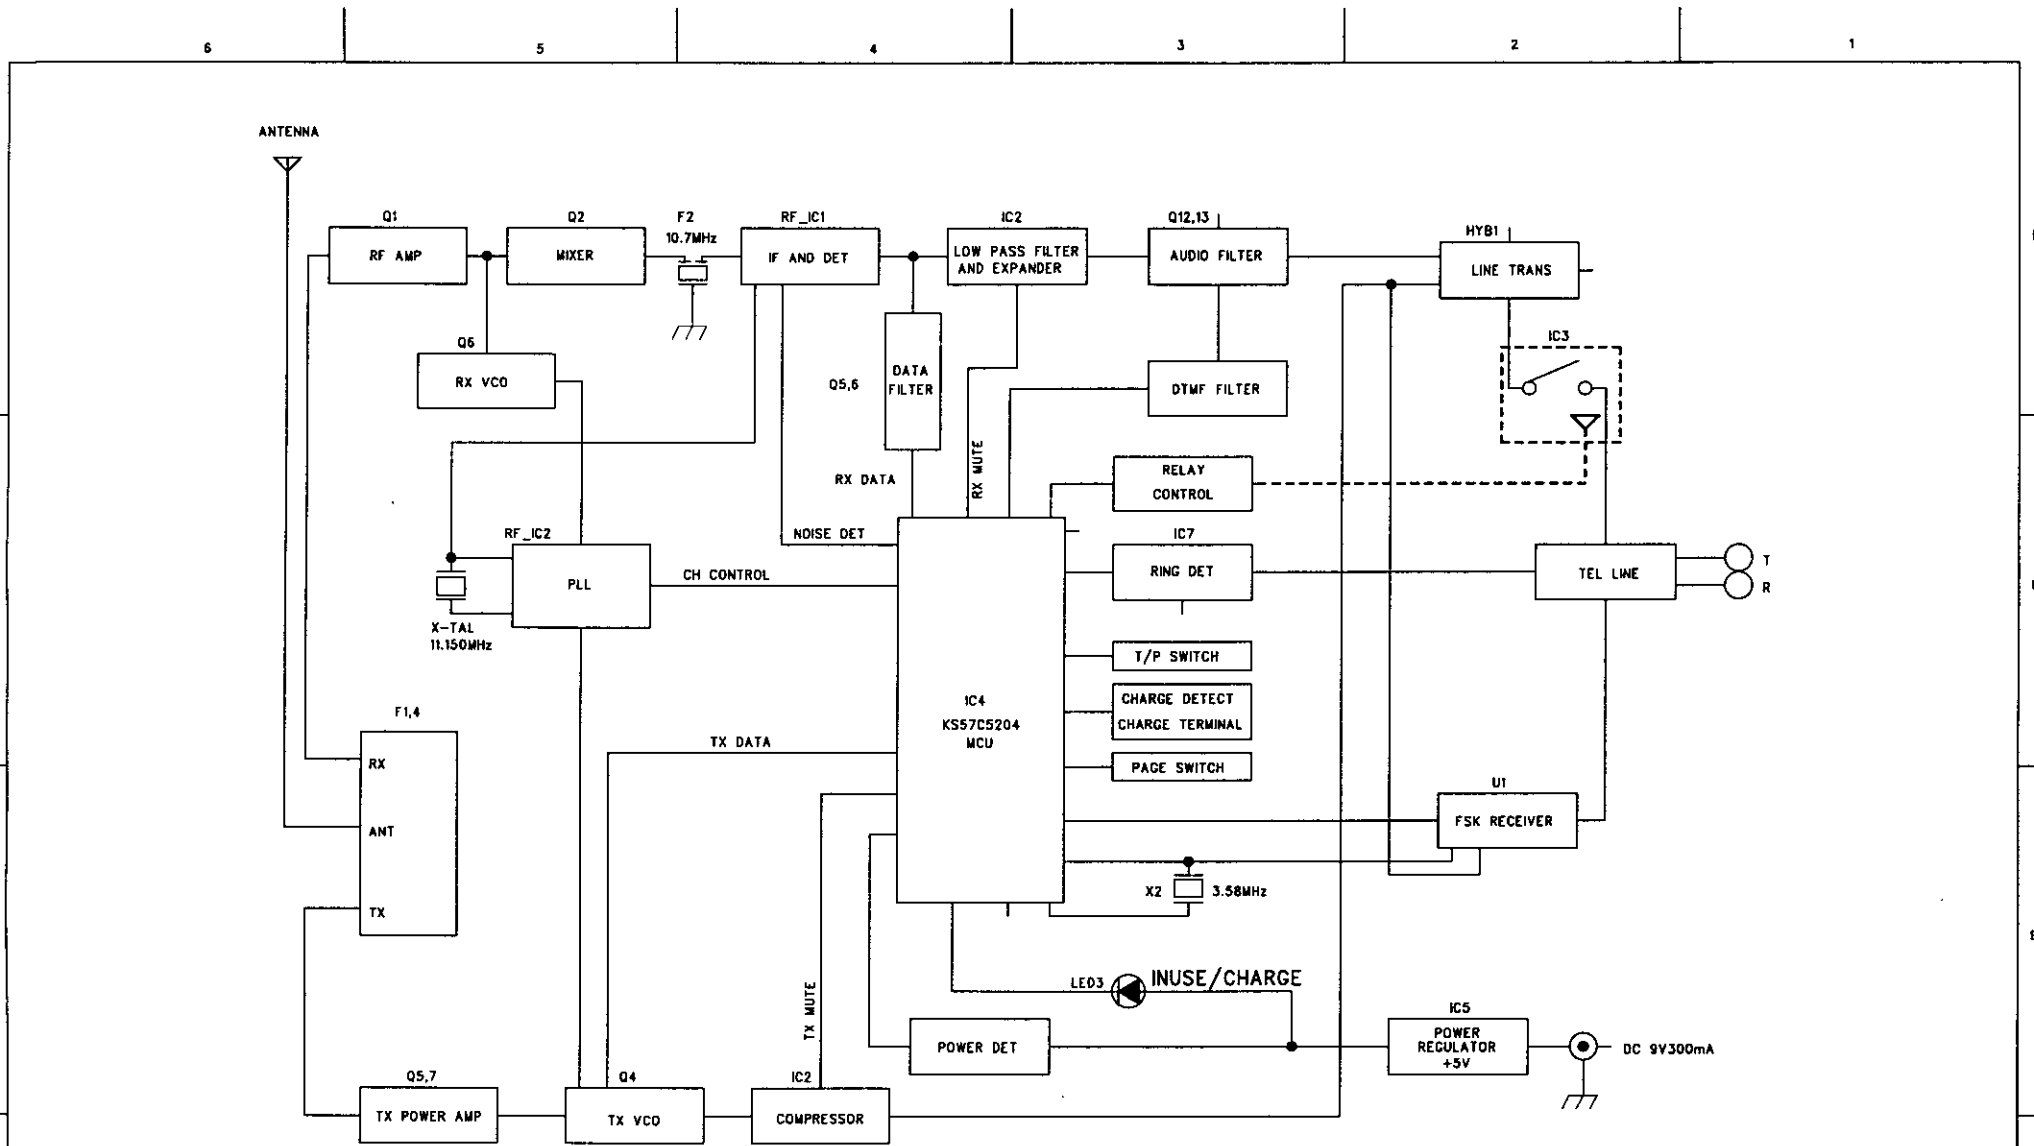 6 5 4 3 2 1
ANTENNA
Q1
RF AMP
Q2
MIXER
F2
10.7MHz
RF_IC1
IF AND DET
IC2
LOW PASS FILTER
AND EXPANDER
Q12,13
AUDIO FILTER
HYB1
LINE TRANS
IC3
Q6
RX VCO
Q5,6
DATA
FILTER
DTMF FILTER
RX DATA
RX MUTE
RELAY
CONTROL
NOISE DET
RF_IC2
PLL
CH CONTROL
IC7
RING DET
TEL LINE
T
R
X-TAL
11.150MHz
T/P SWITCH
IC4
KS57C5204
MCU
CHARGE DETECT
CHARGE TERMINAL
PAGE SWITCH
F1,4
RX
ANT
TX
TX DATA
U1
FSK RECEIVER
X2
3.58MHz
TX MUTE
LED3
INUSE/CHARGE
POWER DET
IC5
POWER
REGULATOR
+5V
DC 9V300mA
Q5,7
TX POWER AMP
Q4
TX VCO
IC2
COMPRESSOR